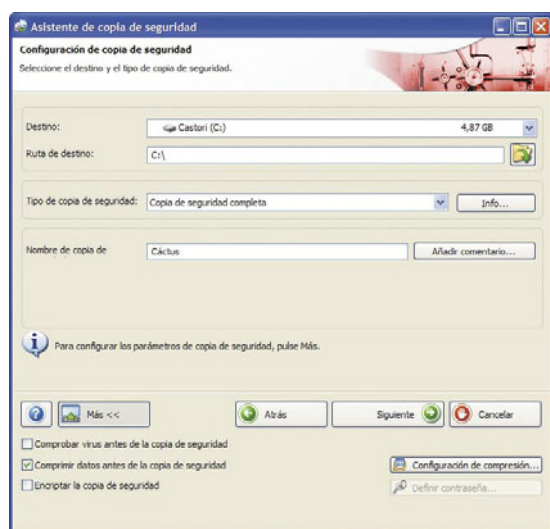 Asistente de copia de seguridad
Configuración de copia de seguridad
Seleccione el destino y el tipo de copia de seguridad.
Destino: Castori (C:) 4,87 GB
Ruta de destino: C:\
Tipo de copia de seguridad: Copia de seguridad completa Info...
Nombre de copia de Cáctus Añadir comentario...
Para configurar los parámetros de copia de seguridad, pulse Más.
Más << Atrás Siguiente Cancelar
Comprobar virus antes de la copia de seguridad
Comprimir datos antes de la copia de seguridad Configuración de compresión...
Encriptar la copia de seguridad Definir contraseña...